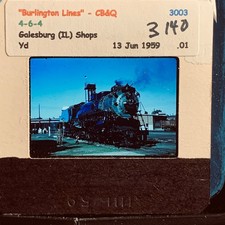 "Burlington Lines" - CB&Q 3003
4-6-4 3140
Galesburg (IL) Shops
Yd 13 Jun 1959 .01